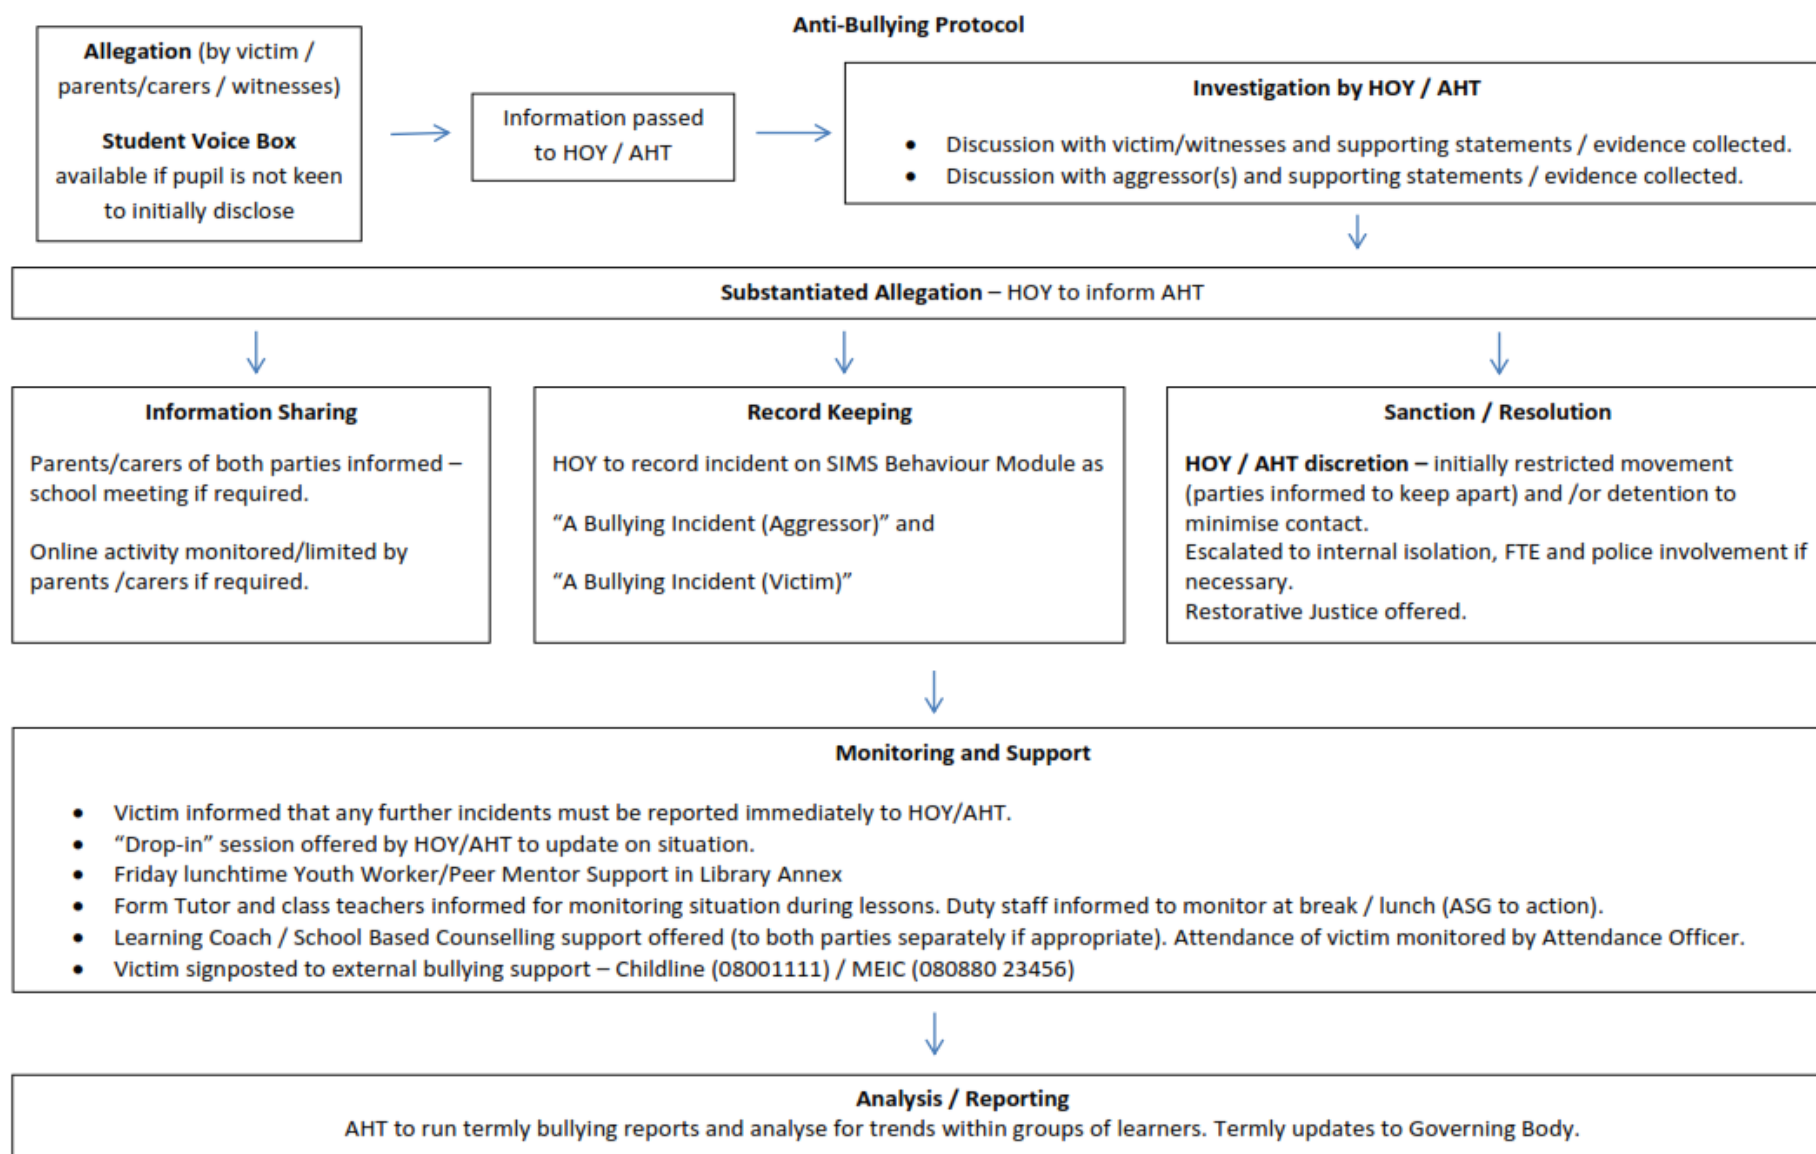 Anti-Bullying Protocol
Allegation (by victim /
parents/carers / witnesses)
Student Voice Box
available if pupil is not keen
to initially disclose
Information passed
to HOY / AHT
Investigation by HOY / AHT
• Discussion with victim/witnesses and supporting statements / evidence collected.
• Discussion with aggressor(s) and supporting statements / evidence collected.
Substantiated Allegation – HOY to inform AHT
Information Sharing
Parents/carers of both parties informed –
school meeting if required.
Online activity monitored/limited by
parents /carers if required.
Record Keeping
HOY to record incident on SIMS Behaviour Module as
“A Bullying Incident (Aggressor)” and
“A Bullying Incident (Victim)”
Sanction / Resolution
HOY / AHT discretion – initially restricted movement
(parties informed to keep apart) and /or detention to
minimise contact.
Escalated to internal isolation, FTE and police involvement if
necessary.
Restorative Justice offered.
Monitoring and Support
• Victim informed that any further incidents must be reported immediately to HOY/AHT.
• “Drop-in” session offered by HOY/AHT to update on situation.
• Friday lunchtime Youth Worker/Peer Mentor Support in Library Annex
• Form Tutor and class teachers informed for monitoring situation during lessons. Duty staff informed to monitor at break / lunch (ASG to action).
• Learning Coach / School Based Counselling support offered (to both parties separately if appropriate). Attendance of victim monitored by Attendance Officer.
• Victim signposted to external bullying support – Childline (08001111) / MEIC (080880 23456)
Analysis / Reporting
AHT to run termly bullying reports and analyse for trends within groups of learners. Termly updates to Governing Body.